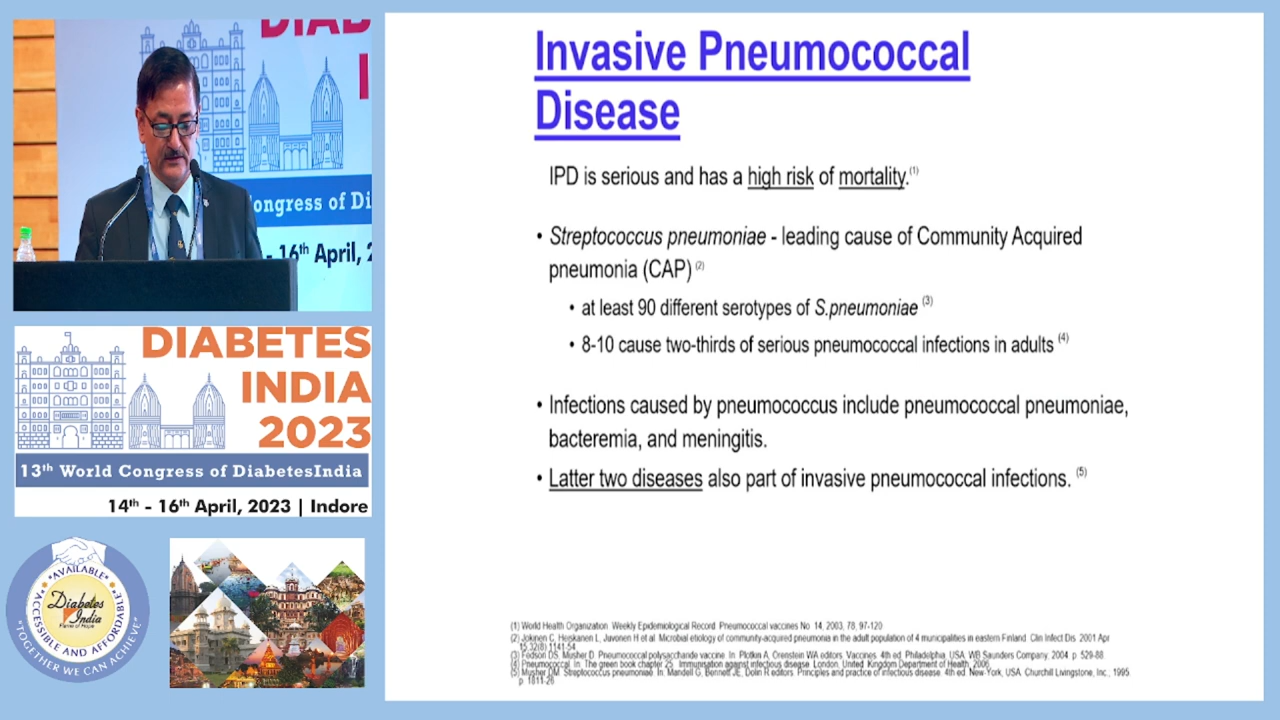 DIAB
I
ongress of Di
- 16th April, 2
DIABETES
INDIA
2023
13th World Congress of DiabetesIndia
14th - 16th April, 2023 | Indore
*AVAILABLE*
*ACCESSIBLE AND AFFORDABLE*
Diabetes
India
"TOGETHER WE CAN ACHIEVE"
Invasive Pneumococcal
Disease
IPD is serious and has a high risk of mortality.(1)
• Streptococcus pneumoniae - leading cause of Community Acquired
pneumonia (CAP) (2)
• at least 90 different serotypes of S.pneumoniae (3)
• 8-10 cause two-thirds of serious pneumococcal infections in adults (4)
• Infections caused by pneumococcus include pneumococcal pneumoniae,
bacteremia, and meningitis.
• Latter two diseases also part of invasive pneumococcal infections. (5)
(1) World Health Organization Weekly Epidemiological Record Pneumococcal vaccines No 14, 2003, 78, 97-120
(2) Jokinen C, Heiskanen L, Juvonen H et al Microbial etiology of community-acquired pneumonia in the adult population of 4 municipalities in eastern Finland Clin Infect Dis 2001 Apr
15;32(8) 1141-54
(3) Fedson DS, Musher D Pneumococcal polysaccharide vaccine In Plotkin A, Orenstein WA editors Vaccines 4th ed Philadelphia, USA WB Saunders Company, 2004 p 529-88
(4) Pneumococcal In The green book chapter 25 Immunisation against infectious disease London, United Kingdom Department of Health, 2006
(5) Musher DM Streptococcus pneumoniae In Mandell G, Bennett JE, Dolin R editors Principles and practice of infectious disease 4th ed New York, USA Churchill Livingstone, Inc., 1995
p 1811-26